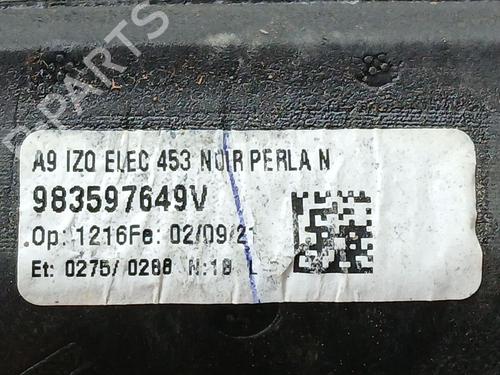 B-PARTS
A9 IZQ ELEC 453 NOIR PERLA N
983597649V
Op: 1216Fe: 02/09/21
Et: 0275/ 0288 N:18 L